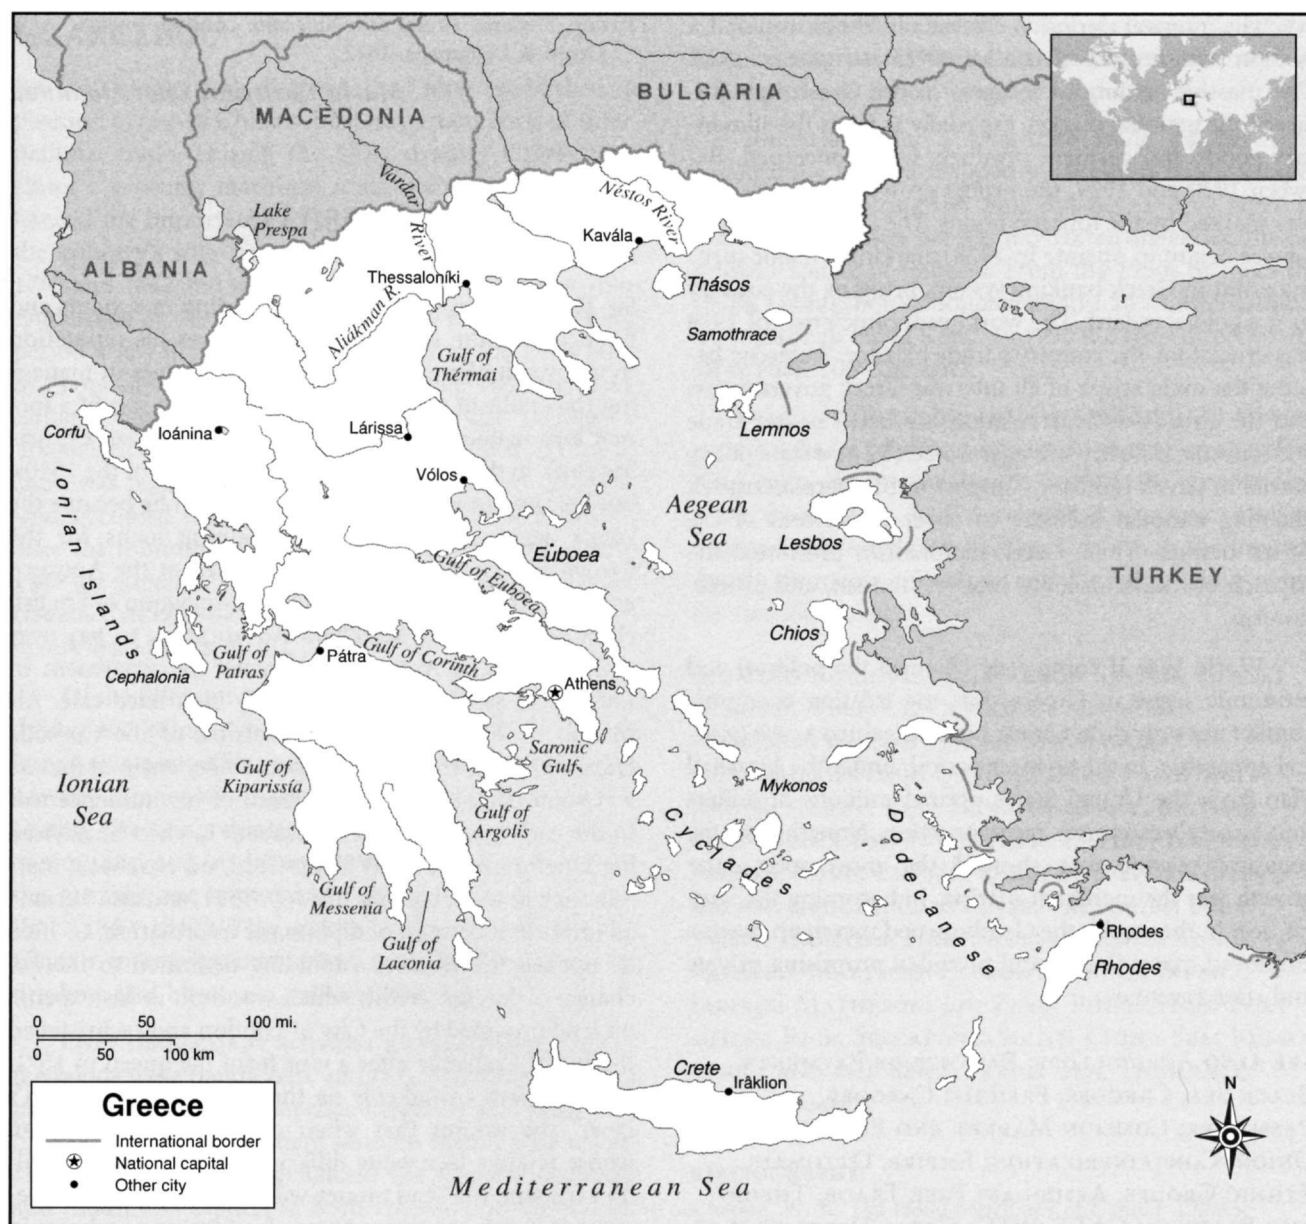 BULGARIA
MACEDONIA
Vardar
River
Néstos River
Lake
Prespa
Kavála
ALBANIA
Thessaloníki
Thásos
Aliákman R.
Samothrace
Gulf of
Thérmai
Lemnos
Corfu
Ioánina
Lárissa
Vólos
Ionian Islands
Aegean
Sea
Lesbos
Euboea
Gulf of Euboea
TURKEY
Chios
Gulf of
Patras
Pátra
Gulf of Corinth
Cephalonia
Athens
Saronic
Gulf
Gulf of
Kiparissía
Ionian
Sea
Mykonos
Gulf of
Argolis
Cyclades
Dodecanese
Gulf of
Messenia
Gulf of
Laconia
Rhodes
Rhodes
0 50 100 mi.
0 50 100 km
Crete
Irâklion
Greece
International border
National capital
Other city
N
Mediterranean Sea